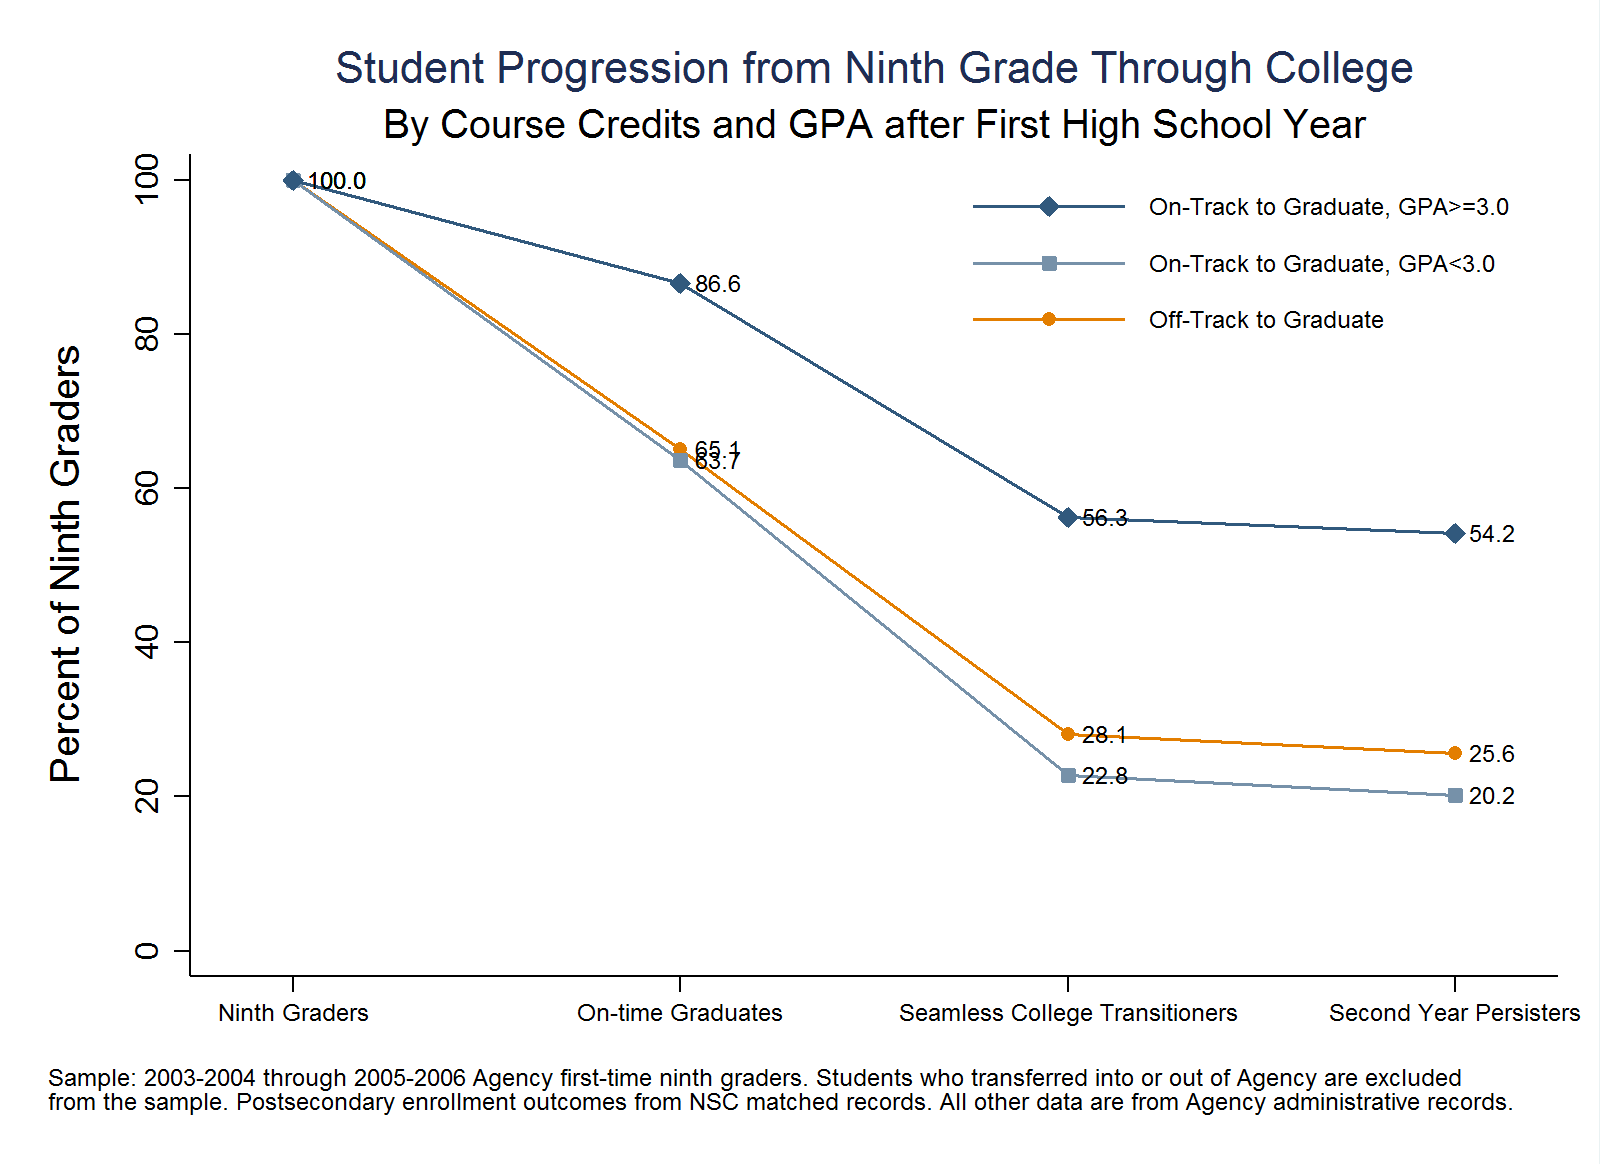 Student Progression from Ninth Grade Through College
By Course Credits and GPA after First High School Year
Percent of Ninth Graders
100
80
60
40
20
0
100.0
86.6
65.1
63.7
56.3
54.2
28.1
25.6
22.8
20.2
On-Track to Graduate, GPA>=3.0
On-Track to Graduate, GPA<3.0
Off-Track to Graduate
Ninth Graders
On-time Graduates
Seamless College Transitioners
Second Year Persisters
Sample: 2003-2004 through 2005-2006 Agency first-time ninth graders. Students who transferred into or out of Agency are excluded
from the sample. Postsecondary enrollment outcomes from NSC matched records. All other data are from Agency administrative records.